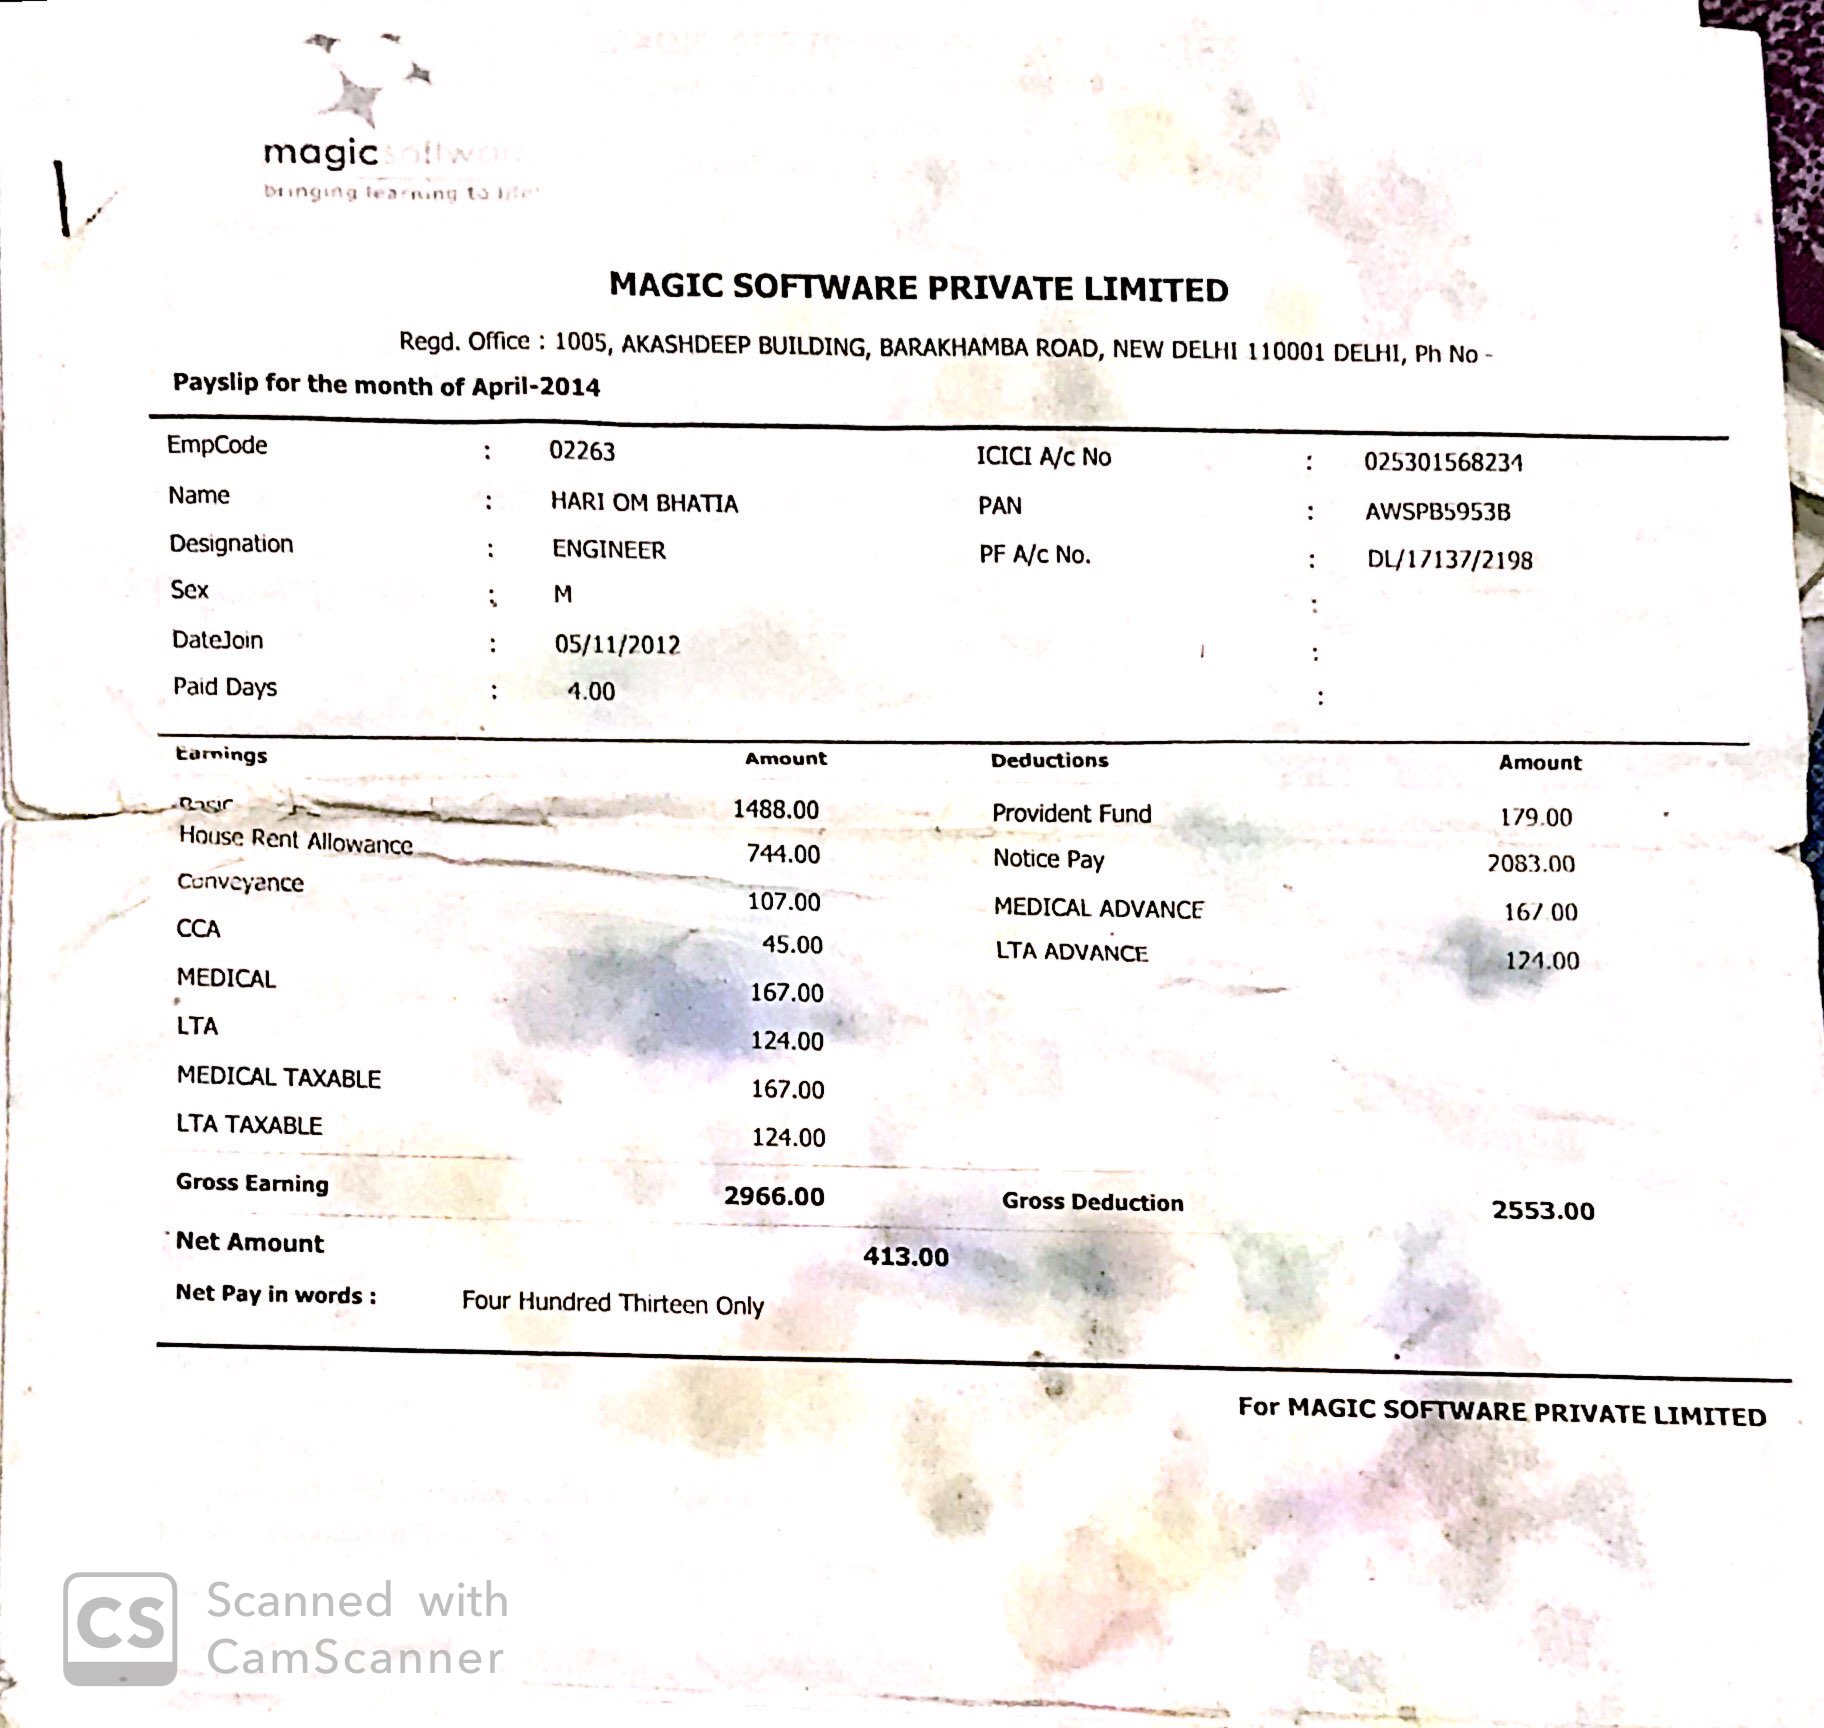 magicsoftware
bringing learning to life
MAGIC SOFTWARE PRIVATE LIMITED
Regd. Office : 1005, AKASHDEEP BUILDING, BARAKHAMBA ROAD, NEW DELHI 110001 DELHI, Ph No -
Payslip for the month of April-2014
EmpCode : 02263 ICICI A/c No : 025301568234
Name : HARI OM BHATIA PAN : AWSPB5953B
Designation : ENGINEER PF A/c No. : DL/17137/2198
Sex : M :
DateJoin : 05/11/2012 :
Paid Days : 4.00 :
Earnings Amount Deductions Amount
Basic 1488.00 Provident Fund 179.00
House Rent Allowance 744.00 Notice Pay 2083.00
Conveyance 107.00 MEDICAL ADVANCE 167.00
CCA 45.00 LTA ADVANCE 124.00
MEDICAL 167.00
LTA 124.00
MEDICAL TAXABLE 167.00
LTA TAXABLE 124.00
Gross Earning 2966.00 Gross Deduction 2553.00
Net Amount 413.00
Net Pay in words : Four Hundred Thirteen Only
For MAGIC SOFTWARE PRIVATE LIMITED
CS Scanned with
CamScanner